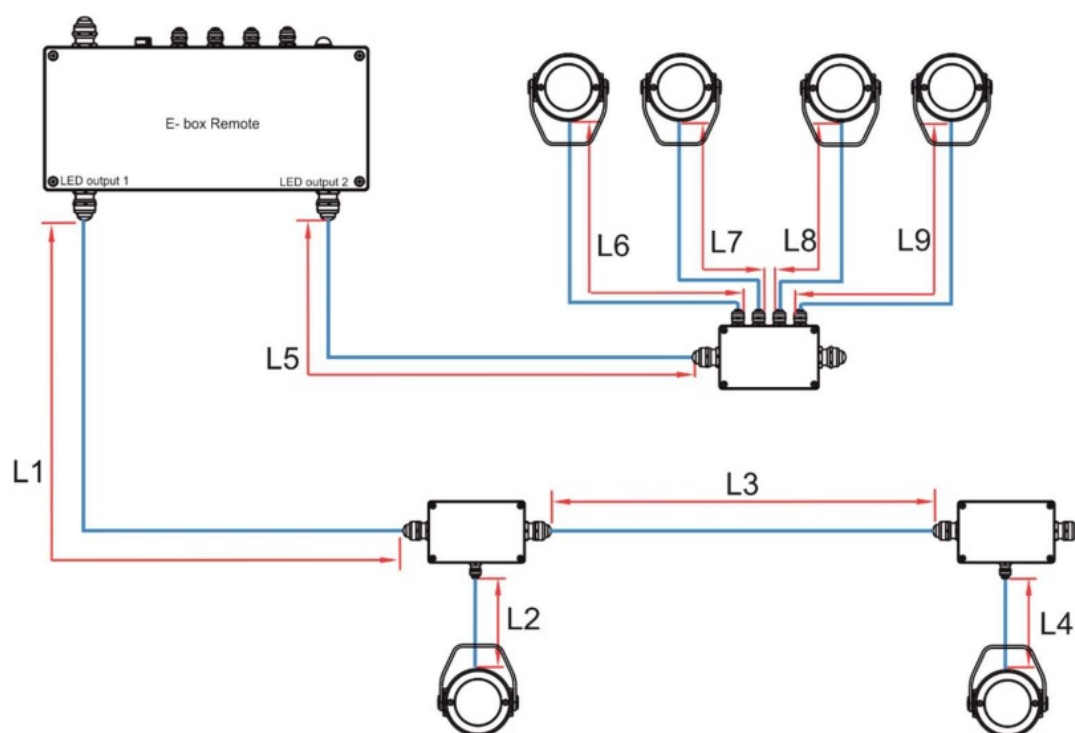 E- box Remote
LED output 1
LED output 2
L6
L7
L8
L9
L5
L1
L3
L2
L4